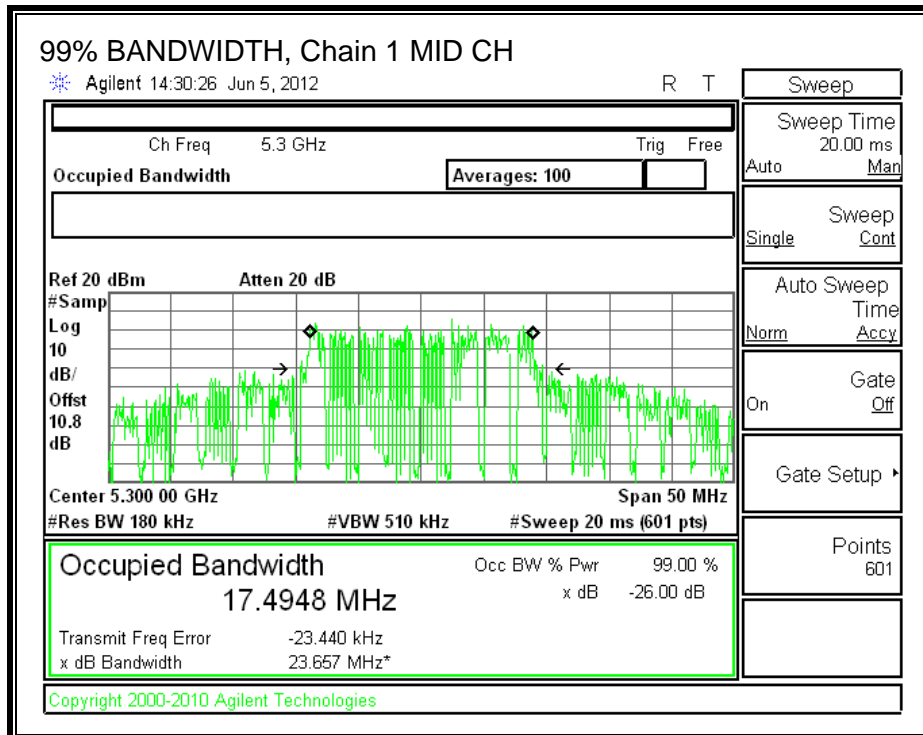 99% BANDWIDTH, Chain 1 MID CH
Agilent 14:30:26 Jun 5, 2012 R T
Ch Freq 5.3 GHz Trig Free
Occupied Bandwidth Averages: 100
Ref 20 dBm Atten 20 dB
#Samp
Log
10
dB/
Offst
10.8
dB
Center 5.300 00 GHz Span 50 MHz
#Res BW 180 kHz #VBW 510 kHz #Sweep 20 ms (601 pts)
Occupied Bandwidth Occ BW % Pwr 99.00 %
17.4948 MHz x dB -26.00 dB
Transmit Freq Error -23.440 kHz
x dB Bandwidth 23.657 MHz*
Copyright 2000-2010 Agilent Technologies
Sweep
Sweep Time
20.00 ms
Auto Man
Sweep
Single Cont
Auto Sweep
Time
Norm Accy
Gate
On Off
Gate Setup
Points
601